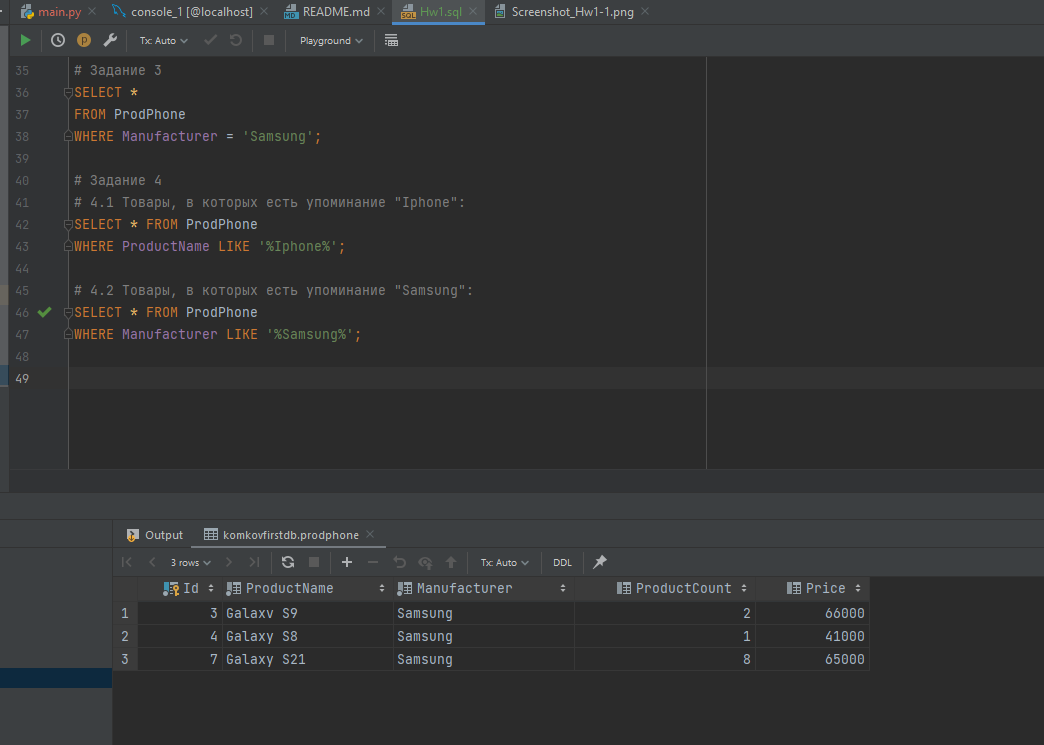 main.py console_1 [@localhost] README.md Hw1.sql Screenshot_Hw1-1.png
Tx: Auto Playground
35 # Задание 3
36 SELECT *
37 FROM ProdPhone
38 WHERE Manufacturer = 'Samsung';
39
40 # Задание 4
41 # 4.1 Товары, в которых есть упоминание "Iphone":
42 SELECT * FROM ProdPhone
43 WHERE ProductName LIKE '%Iphone%';
44
45 # 4.2 Товары, в которых есть упоминание "Samsung":
46 SELECT * FROM ProdPhone
47 WHERE Manufacturer LIKE '%Samsung%';
48
49
Output komkovfirstdb.prodphone
3 rows Tx: Auto DDL
Id ProductName Manufacturer ProductCount Price
1 3 Galaxv S9 Samsung 2 66000
2 4 Galaxy S8 Samsung 1 41000
3 7 Galaxy S21 Samsung 8 65000